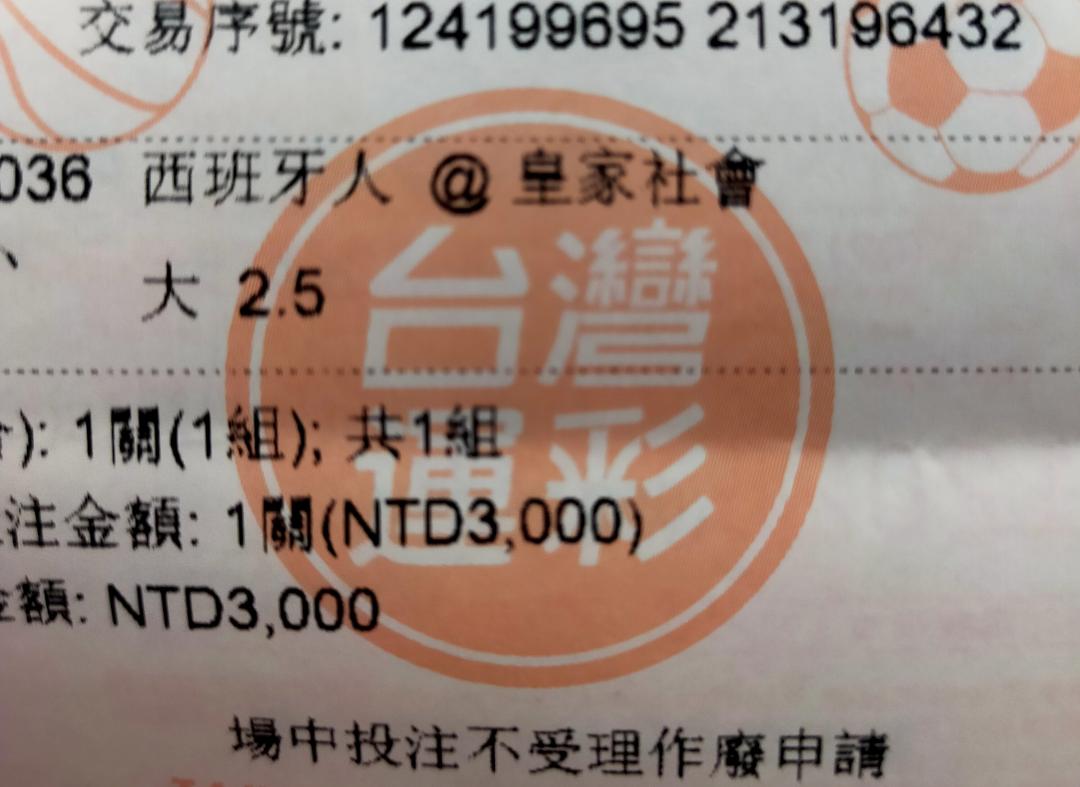 交易序號: 124199695 213196432
036 西班牙人 @ 皇家社會
、
大 2.5
台灣
運彩
): 1關(1組); 共1組
注金額: 1關(NTD3,000)
金額: NTD3,000
場中投注不受理作廢申請